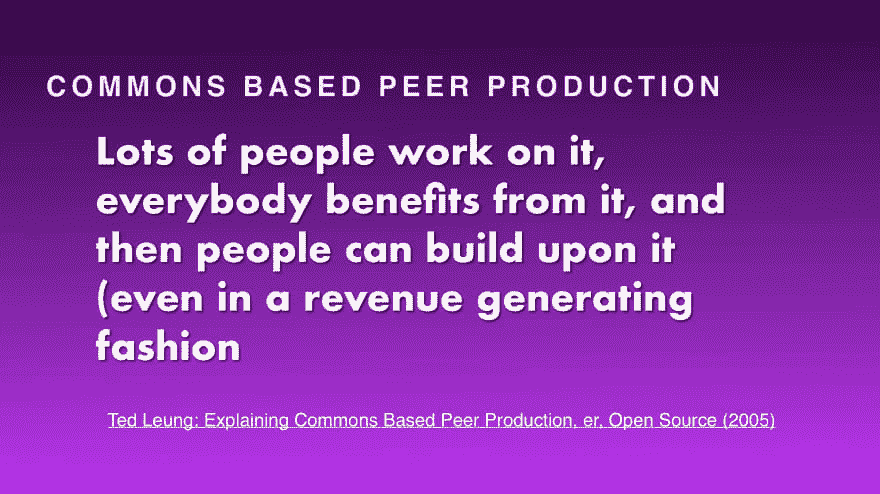 COMMONS BASED PEER PRODUCTION
Lots of people work on it,
everybody benefits from it, and
then people can build upon it
(even in a revenue generating
fashion
Ted Leung: Explaining Commons Based Peer Production, er, Open Source (2005)